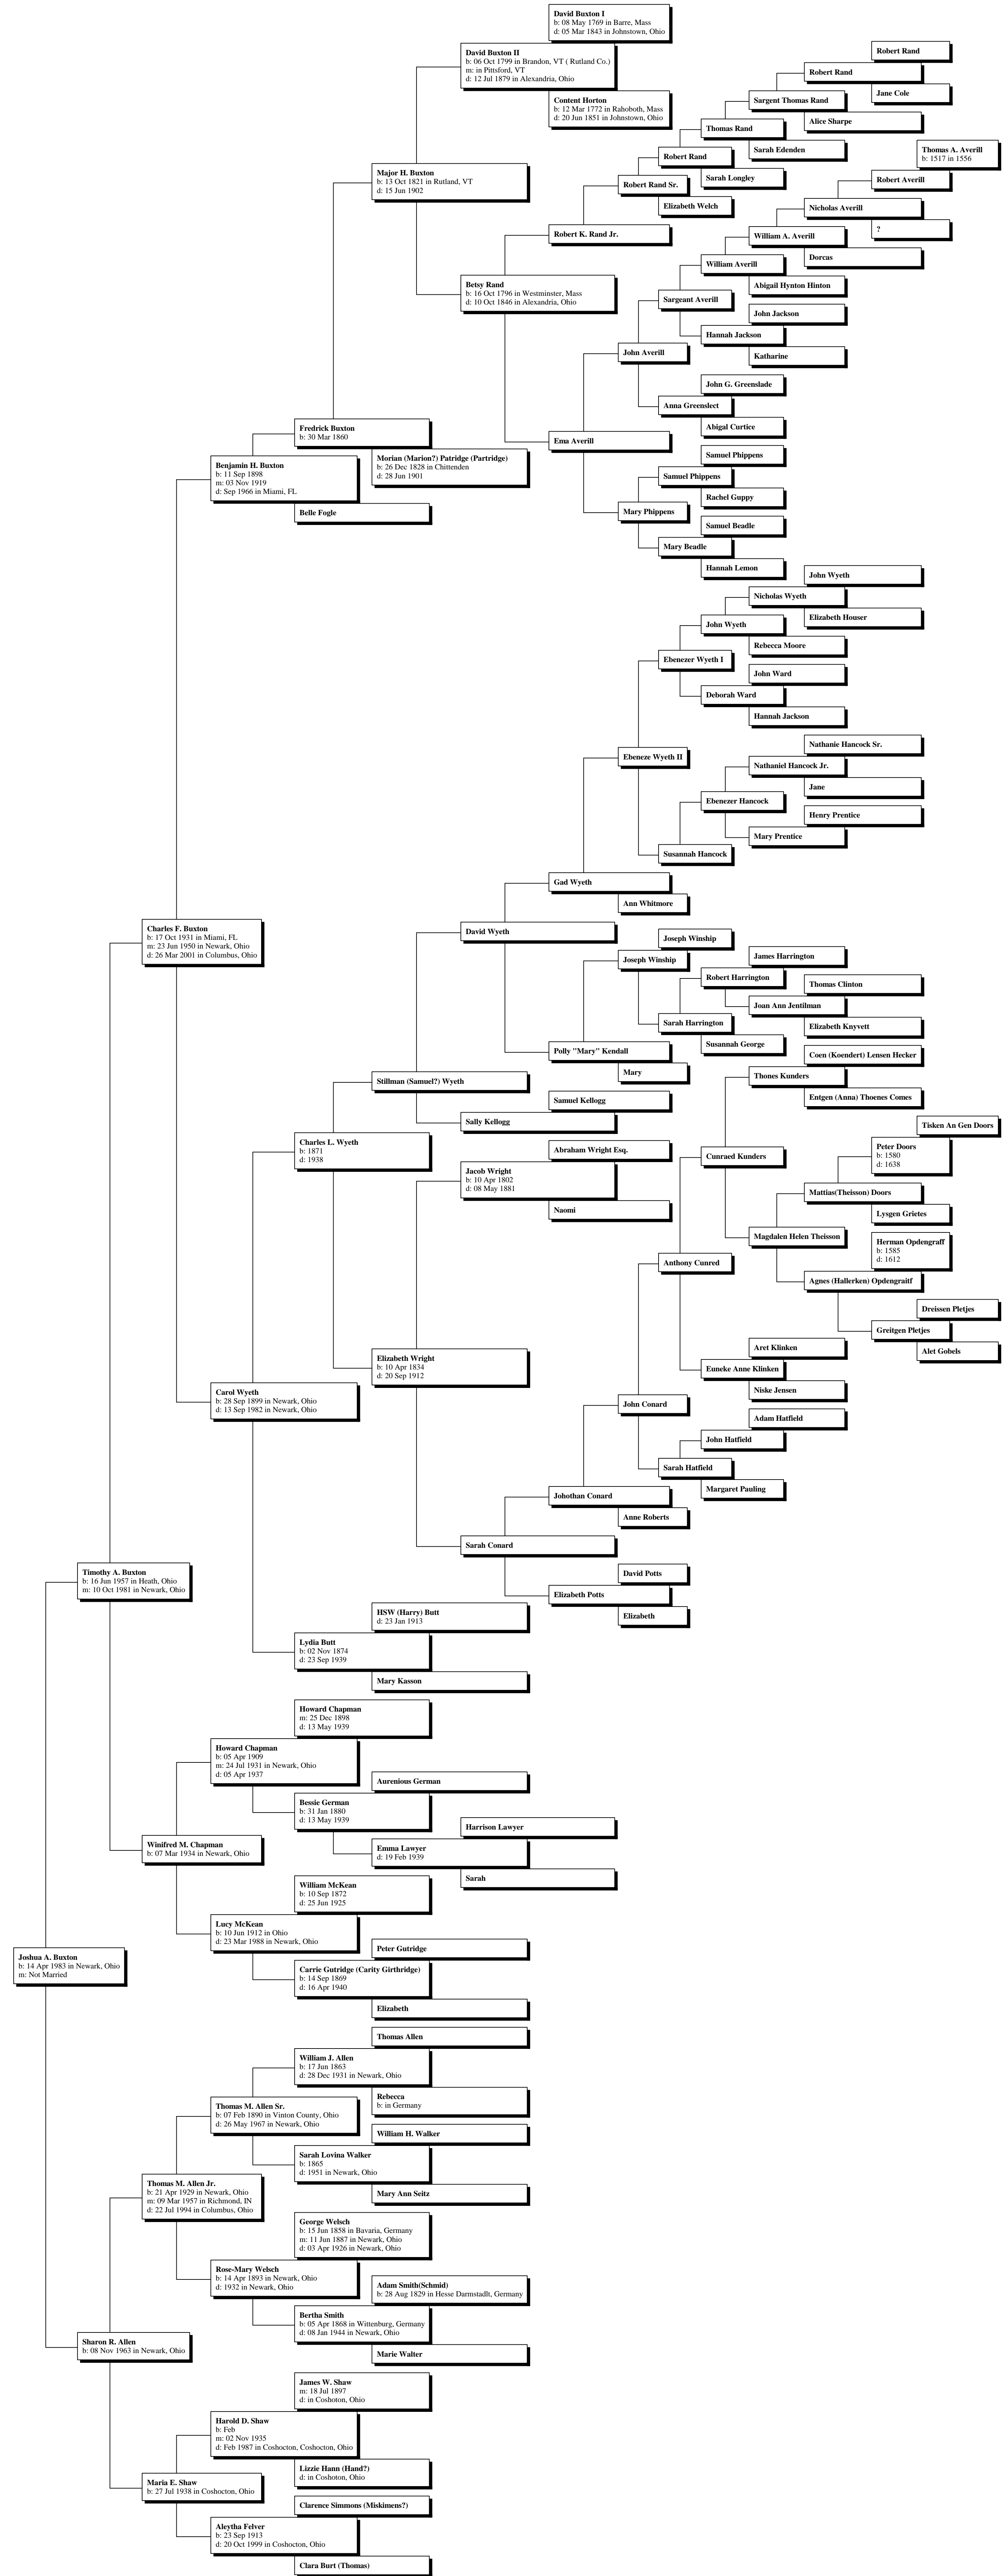 David Buxton I
b: 08 May 1769 in Barre, Mass
d: 05 Mar 1843 in Johnstown, Ohio
David Buxton II
b: 06 Oct 1799 in Brandon, VT ( Rutland Co.)
m: in Pittsford, VT
d: 12 Jul 1879 in Alexandria, Ohio
Content Horton
b: 12 Mar 1772 in Rahoboth, Mass
d: 20 Jun 1851 in Johnstown, Ohio
Major H. Buxton
b: 13 Oct 1821 in Rutland, VT
d: 15 Jun 1902
Robert Rand
Robert Rand
Jane Cole
Sargent Thomas Rand
Alice Sharpe
Thomas Rand
Sarah Edenden
Robert Rand
Sarah Longley
Robert Rand Sr.
Elizabeth Welch
Robert K. Rand Jr.
Betsy Rand
b: 16 Oct 1796 in Westminster, Mass
d: 10 Oct 1846 in Alexandria, Ohio
Thomas A. Averill
b: 1517 in 1556
Robert Averill
Nicholas Averill
?
William A. Averill
Dorcas
William Averill
Abigail Hynton Hinton
Sargeant Averill
John Jackson
Hannah Jackson
Katharine
John Averill
John G. Greenslade
Anna Greenslect
Abigal Curtice
Ema Averill
Samuel Phippens
Samuel Phippens
Rachel Guppy
Mary Phippens
Samuel Beadle
Mary Beadle
Hannah Lemon
Fredrick Buxton
b: 30 Mar 1860
Morian (Marion?) Patridge (Partridge)
b: 26 Dec 1828 in Chittenden
d: 28 Jun 1901
Benjamin H. Buxton
b: 11 Sep 1898
m: 03 Nov 1919
d: Sep 1966 in Miami, FL
Belle Fogle
John Wyeth
Nicholas Wyeth
Elizabeth Houser
John Wyeth
Rebecca Moore
Ebenezer Wyeth I
John Ward
Deborah Ward
Hannah Jackson
Ebeneze Wyeth II
Nathanie Hancock Sr.
Nathaniel Hancock Jr.
Jane
Ebenezer Hancock
Henry Prentice
Mary Prentice
Susannah Hancock
Gad Wyeth
Ann Whitmore
Charles F. Buxton
b: 17 Oct 1931 in Miami, FL
m: 23 Jun 1950 in Newark, Ohio
d: 26 Mar 2001 in Columbus, Ohio
David Wyeth
Joseph Winship
Joseph Winship
James Harrington
Robert Harrington
Thomas Clinton
Joan Ann Jentilman
Elizabeth Knyvett
Sarah Harrington
Susannah George
Polly "Mary" Kendall
Mary
Stillman (Samuel?) Wyeth
Samuel Kellogg
Sally Kellogg
Charles L. Wyeth
b: 1871
d: 1938
Abraham Wright Esq.
Jacob Wright
b: 10 Apr 1802
d: 08 May 1881
Naomi
Coen (Koendert) Lensen Hecker
Thones Kunders
Entgen (Anna) Thoenes Comes
Cunraed Kunders
Tisken An Gen Doors
Peter Doors
b: 1580
d: 1638
Mattias(Theisson) Doors
Lysgen Grietes
Magdalen Helen Theisson
Herman Opdengraff
b: 1585
d: 1612
Agnes (Hallerken) Opdengraitf
Dreissen Pletjes
Greitgen Pletjes
Alet Gobels
Anthony Cunred
Aret Klinken
Euneke Anne Klinken
Niske Jensen
Elizabeth Wright
b: 10 Apr 1834
d: 20 Sep 1912
John Conard
Adam Hatfield
John Hatfield
Sarah Hatfield
Margaret Pauling
Johothan Conard
Anne Roberts
Sarah Conard
David Potts
Elizabeth Potts
Elizabeth
Carol Wyeth
b: 28 Sep 1899 in Newark, Ohio
d: 13 Sep 1982 in Newark, Ohio
HSW (Harry) Butt
d: 23 Jan 1913
Lydia Butt
b: 02 Nov 1874
d: 23 Sep 1939
Mary Kasson
Timothy A. Buxton
b: 16 Jun 1957 in Heath, Ohio
m: 10 Oct 1981 in Newark, Ohio
Howard Chapman
m: 25 Dec 1898
d: 13 May 1939
Howard Chapman
b: 05 Apr 1909
m: 24 Jul 1931 in Newark, Ohio
d: 05 Apr 1937
Aurenious German
Bessie German
b: 31 Jan 1880
d: 13 May 1939
Harrison Lawyer
Emma Lawyer
d: 19 Feb 1939
Sarah
Winifred M. Chapman
b: 07 Mar 1934 in Newark, Ohio
William McKean
b: 10 Sep 1872
d: 25 Jun 1925
Lucy McKean
b: 10 Jun 1912 in Ohio
d: 23 Mar 1988 in Newark, Ohio
Peter Gutridge
Carrie Gutridge (Carity Girthridge)
b: 14 Sep 1869
d: 16 Apr 1940
Elizabeth
Joshua A. Buxton
b: 14 Apr 1983 in Newark, Ohio
m: Not Married
Thomas Allen
William J. Allen
b: 17 Jun 1863
d: 28 Dec 1931 in Newark, Ohio
Rebecca
b: in Germany
Thomas M. Allen Sr.
b: 07 Feb 1890 in Vinton County, Ohio
d: 26 May 1967 in Newark, Ohio
William H. Walker
Sarah Lovina Walker
b: 1865
d: 1951 in Newark, Ohio
Mary Ann Seitz
Thomas M. Allen Jr.
b: 21 Apr 1929 in Newark, Ohio
m: 09 Mar 1957 in Richmond, IN
d: 22 Jul 1994 in Columbus, Ohio
George Welsch
b: 15 Jun 1858 in Bavaria, Germany
m: 11 Jun 1887 in Newark, Ohio
d: 03 Apr 1926 in Newark, Ohio
Rose-Mary Welsch
b: 14 Apr 1893 in Newark, Ohio
d: 1932 in Newark, Ohio
Adam Smith(Schmid)
b: 28 Aug 1829 in Hesse Darmstadlt, Germany
Bertha Smith
b: 05 Apr 1868 in Wittenburg, Germany
d: 08 Jan 1944 in Newark, Ohio
Marie Walter
Sharon R. Allen
b: 08 Nov 1963 in Newark, Ohio
James W. Shaw
m: 18 Jul 1897
d: in Coshoton, Ohio
Harold D. Shaw
b: Feb
m: 02 Nov 1935
d: Feb 1987 in Coshocton, Coshocton, Ohio
Lizzie Hann (Hand?)
d: in Coshoton, Ohio
Maria E. Shaw
b: 27 Jul 1938 in Coshocton, Ohio
Clarence Simmons (Miskimens?)
Aleytha Felver
b: 23 Sep 1913
d: 20 Oct 1999 in Coshocton, Ohio
Clara Burt (Thomas)